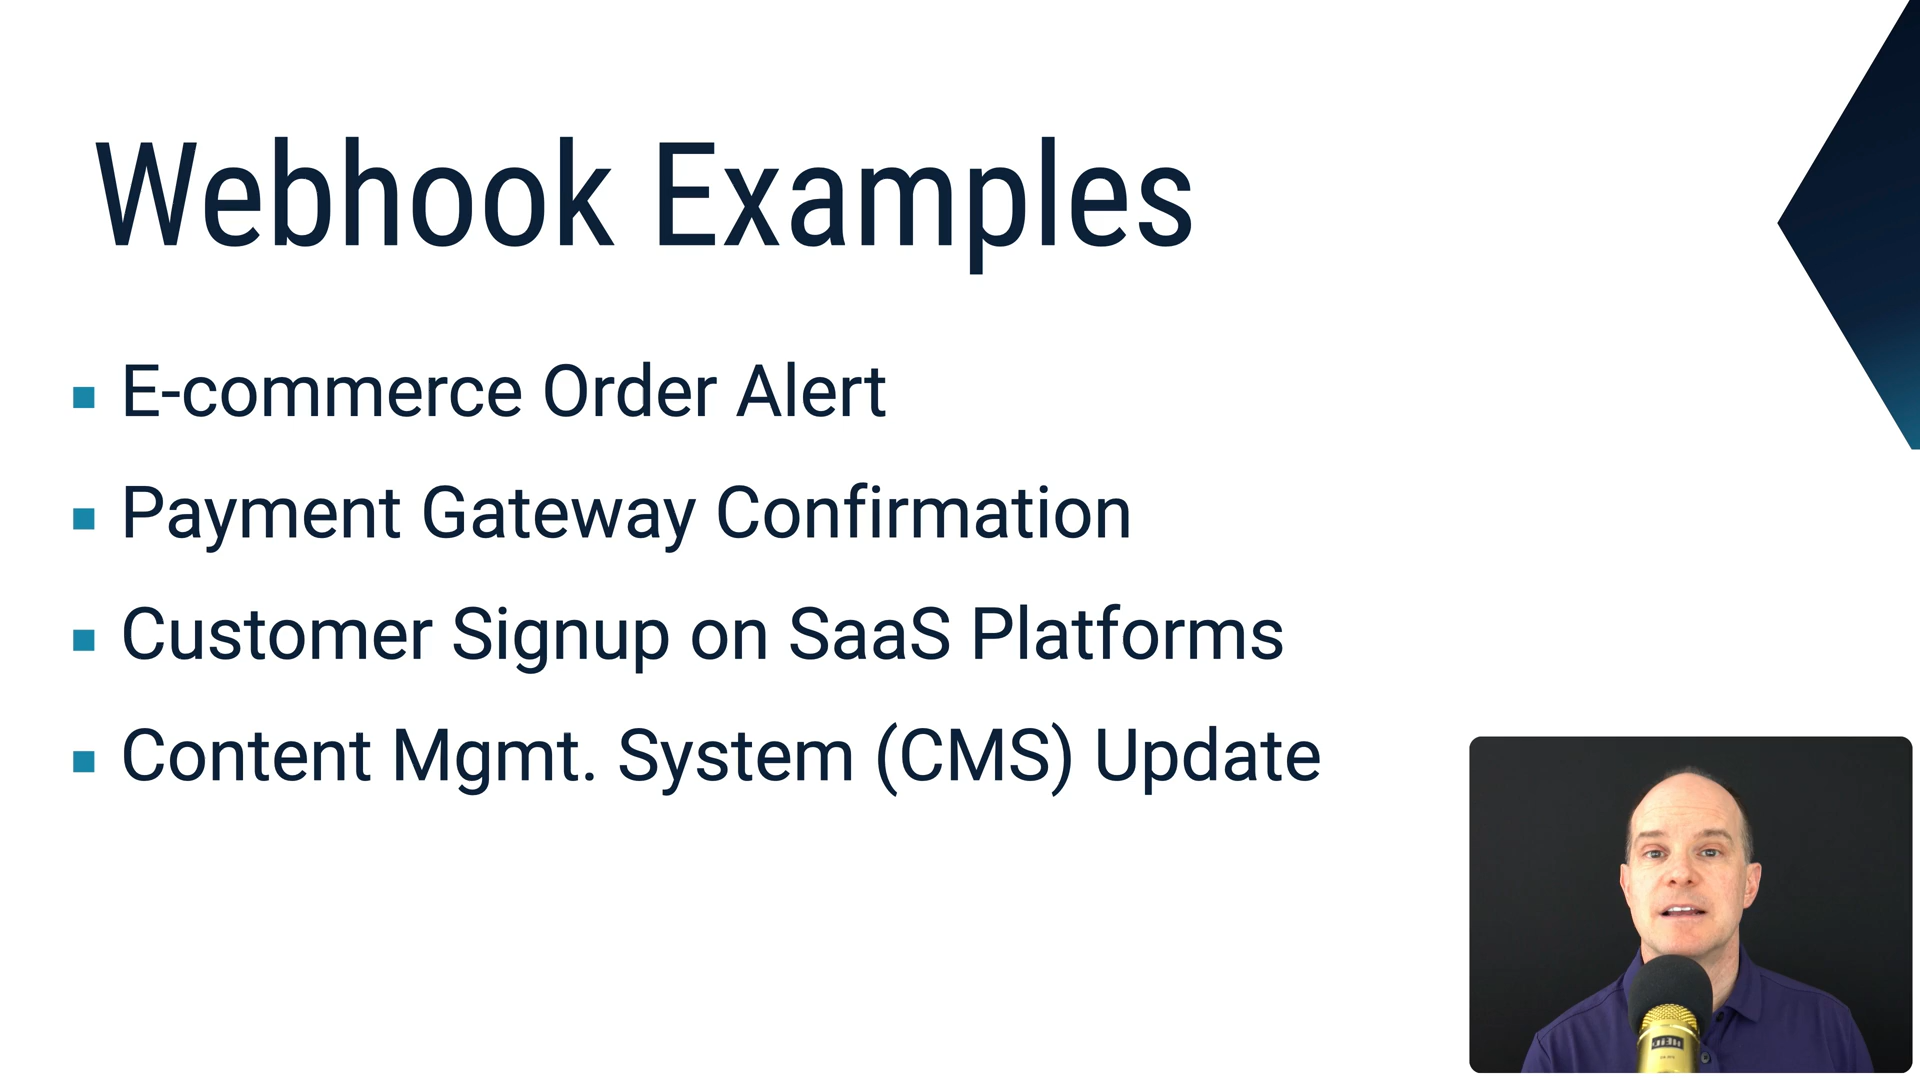 Webhook Examples
E-commerce Order Alert
Payment Gateway Confirmation
Customer Signup on SaaS Platforms
Content Mgmt. System (CMS) Update